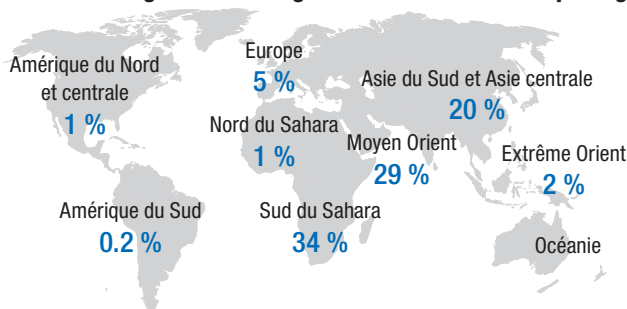 Europe
5 %
Amérique du Nord
et centrale
1 %
Asie du Sud et Asie centrale
20 %
Nord du Sahara
1 %
Moyen Orient
29 %
Extrême Orient
2 %
Amérique du Sud
0.2 %
Sud du Sahara
34 %
Océanie